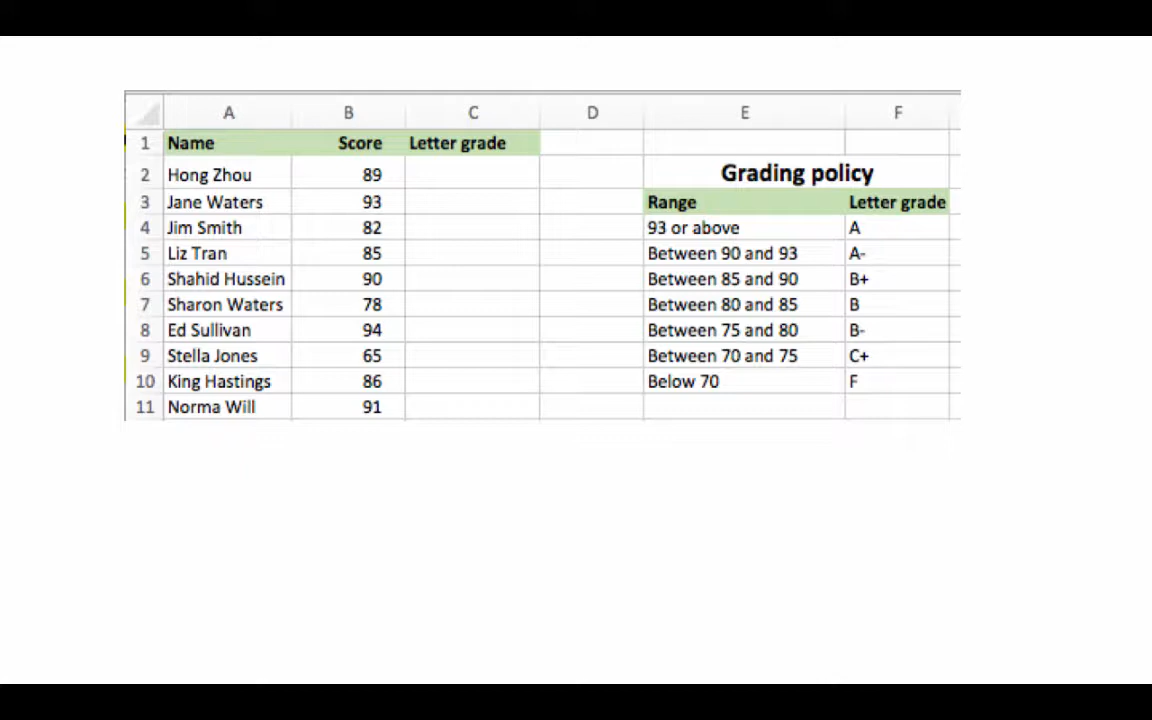 A B C D E F
1 Name Score Letter grade
2 Hong Zhou 89 Grading policy
3 Jane Waters 93 Range Letter grade
4 Jim Smith 82 93 or above A
5 Liz Tran 85 Between 90 and 93 A-
6 Shahid Hussein 90 Between 85 and 90 B+
7 Sharon Waters 78 Between 80 and 85 B
8 Ed Sullivan 94 Between 75 and 80 B-
9 Stella Jones 65 Between 70 and 75 C+
10 King Hastings 86 Below 70 F
11 Norma Will 91